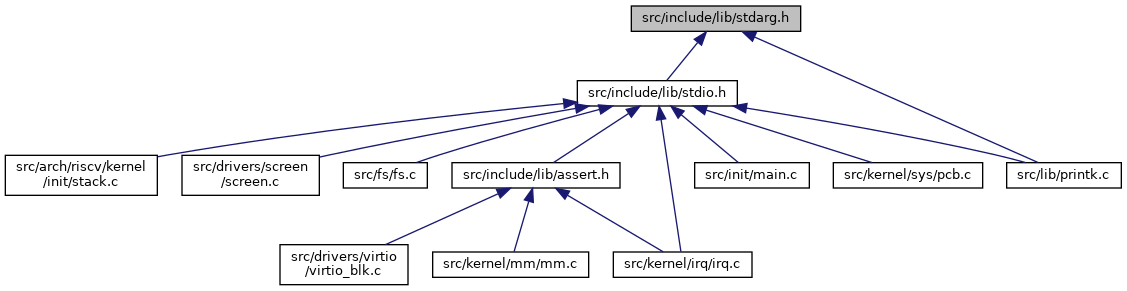 src/include/lib/stdarg.h
src/include/lib/stdio.h
src/arch/riscv/kernel
/init/stack.c
src/drivers/screen
/screen.c
src/fs/fs.c
src/include/lib/assert.h
src/init/main.c
src/kernel/sys/pcb.c
src/lib/printk.c
src/drivers/virtio
/virtio_blk.c
src/kernel/mm/mm.c
src/kernel/irq/irq.c